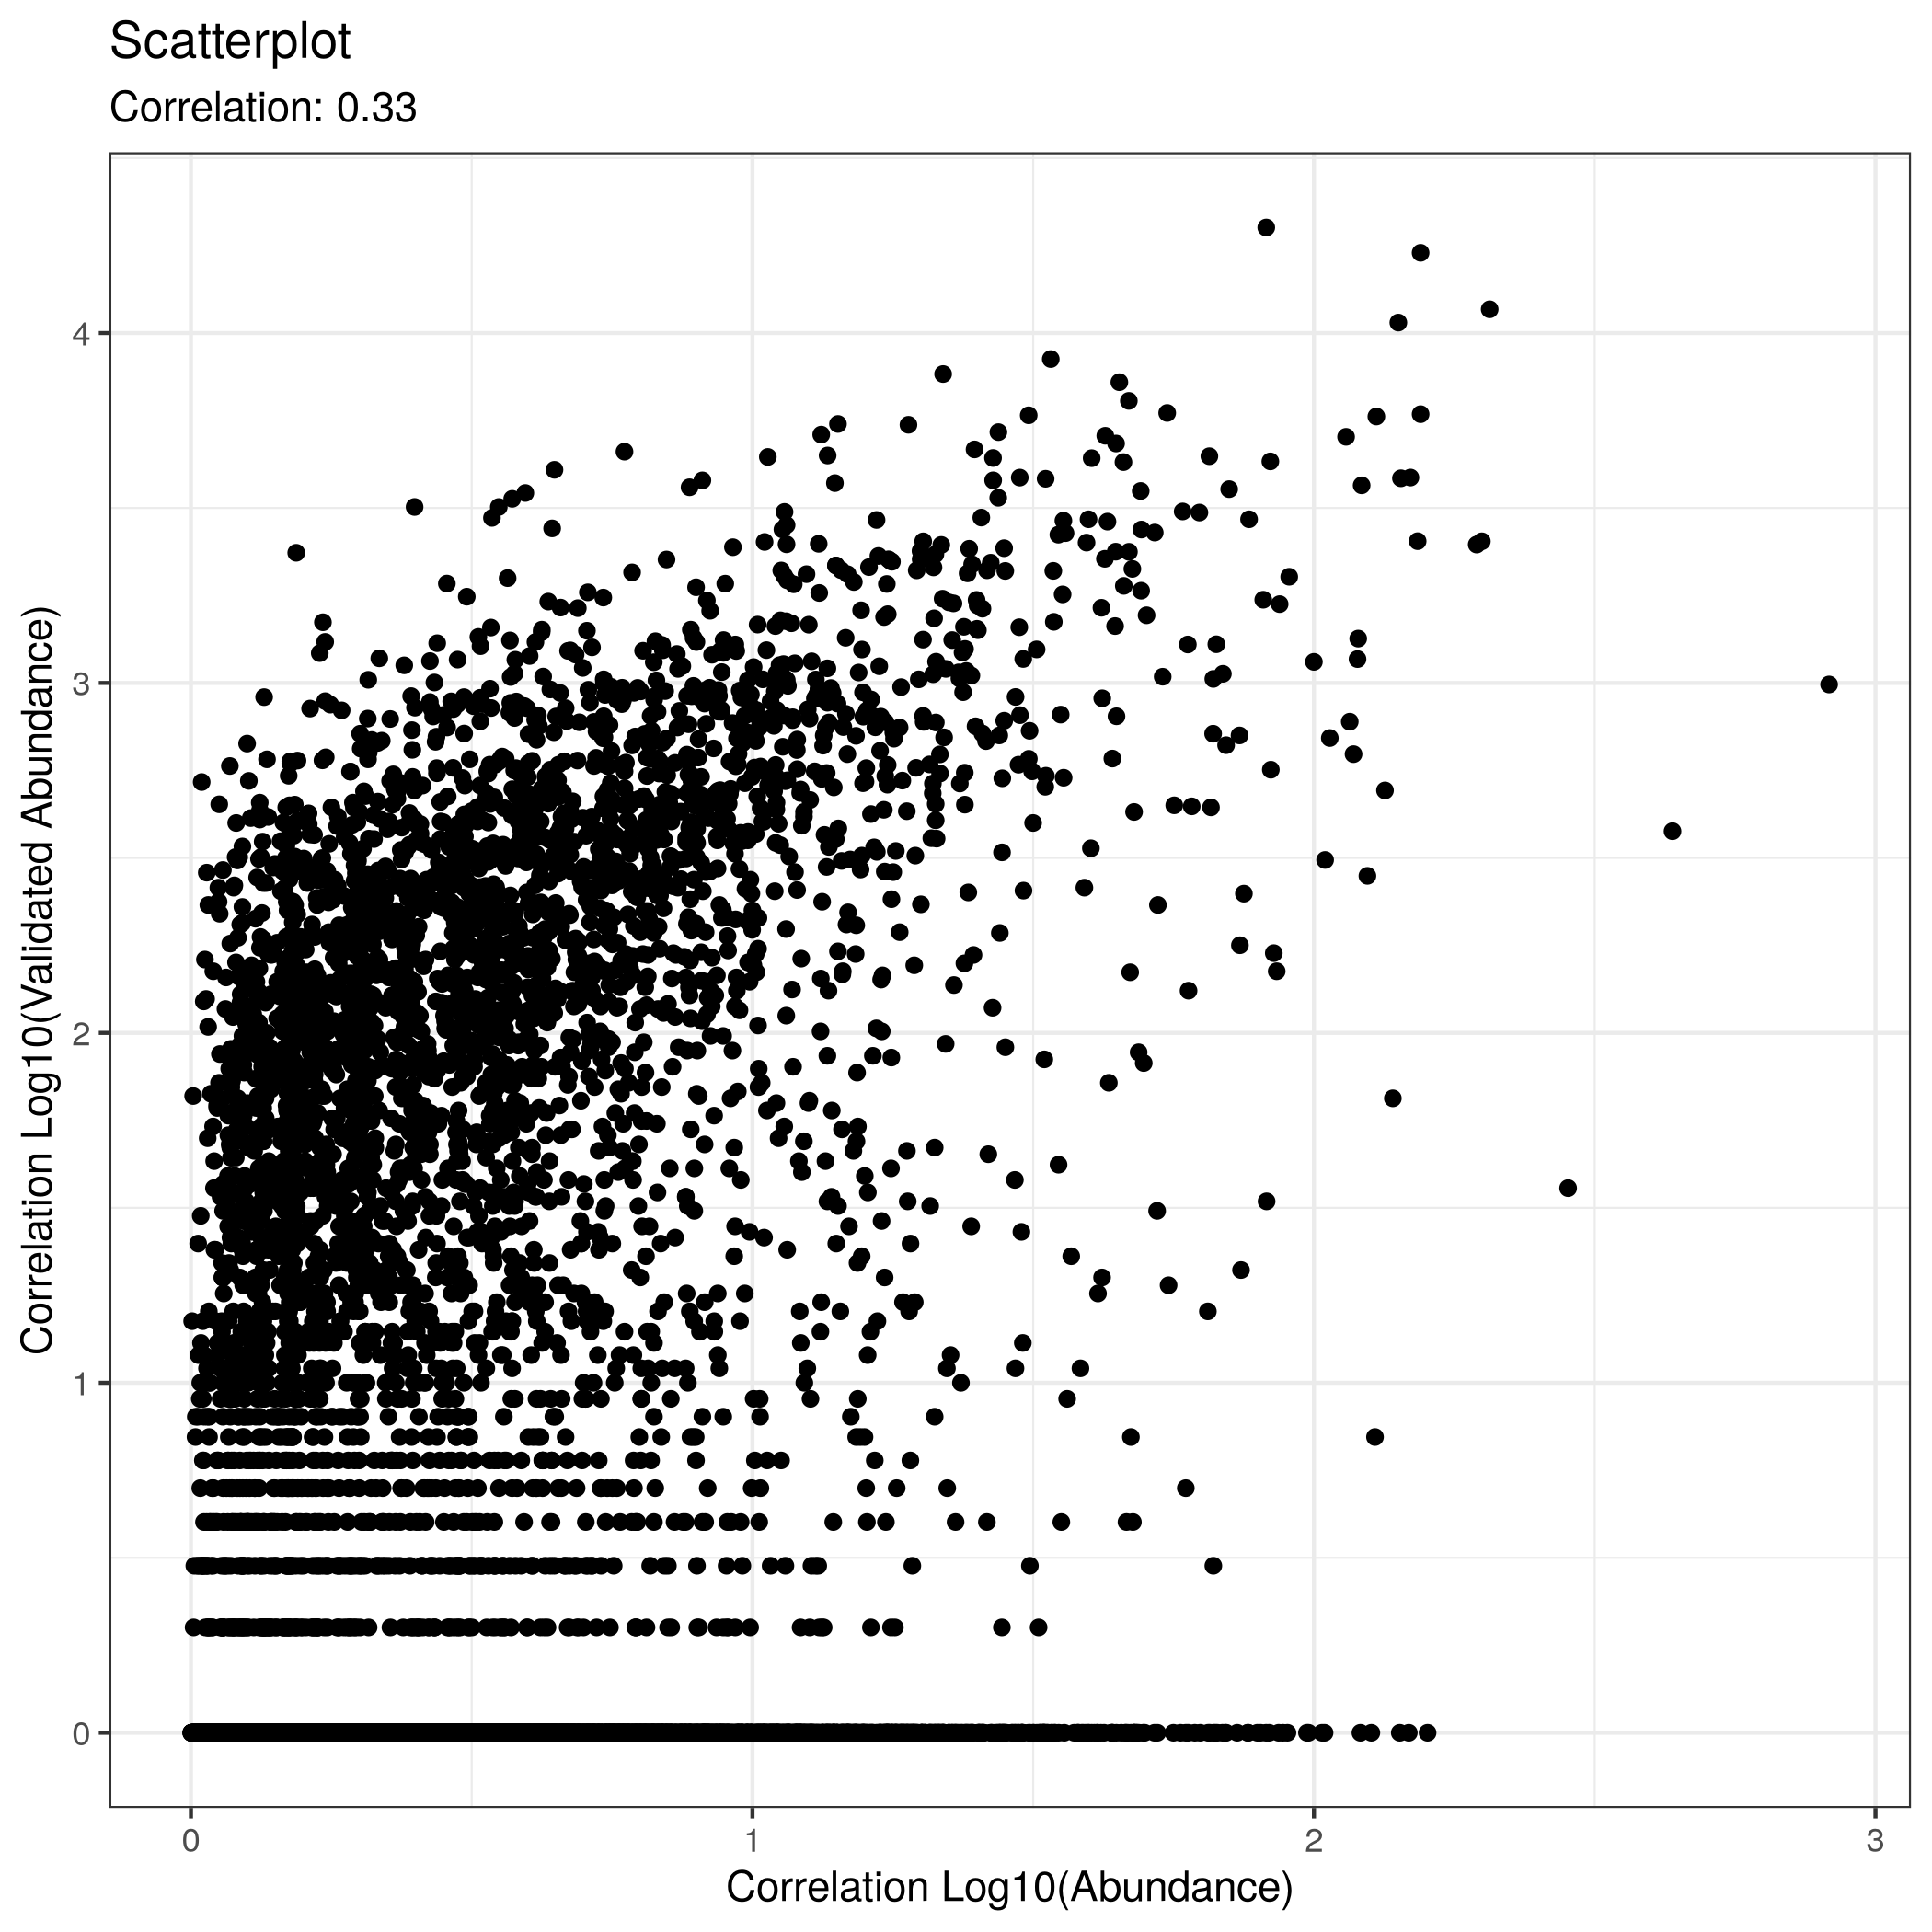 Scatterplot
Correlation: 0.33
Correlation Log10(Validated Abundance)
4
3
2
1
0
0 1 2 3
Correlation Log10(Abundance)